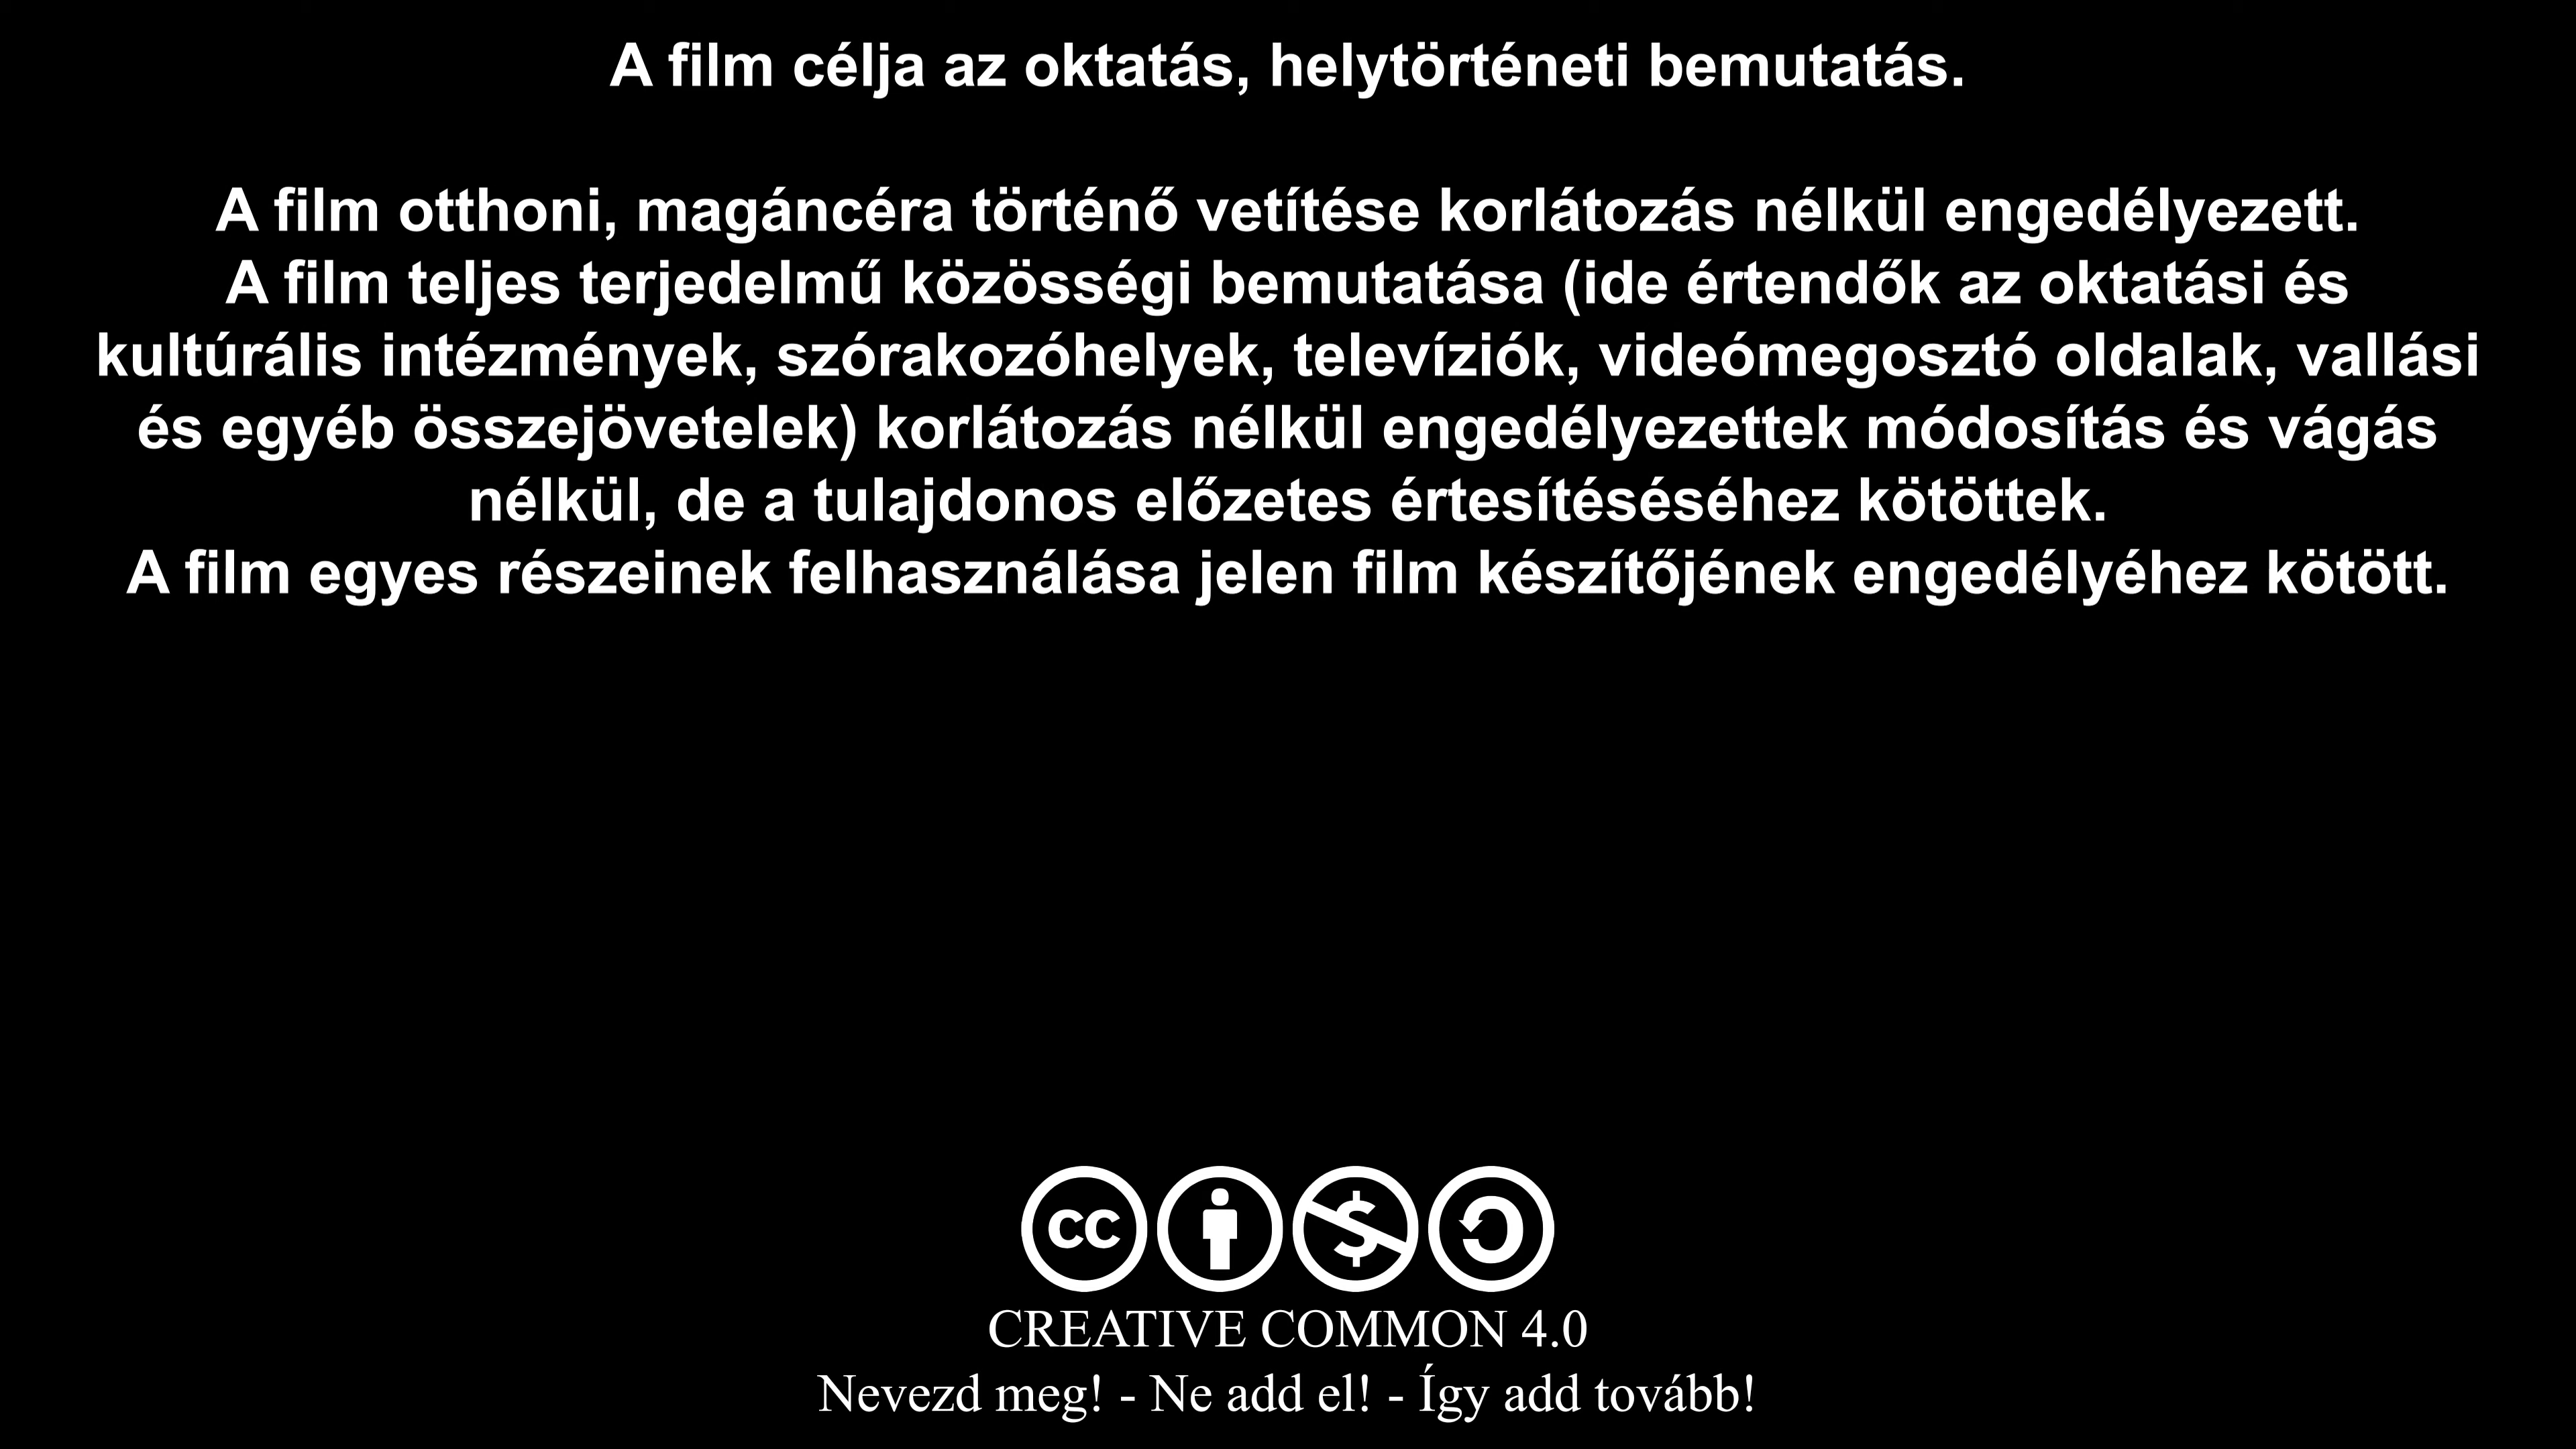 A film célja az oktatás, helytörténeti bemutatás.
A film otthoni, magáncéra történő vetítése korlátozás nélkül engedélyezett.
A film teljes terjedelmű közösségi bemutatása (ide értendők az oktatási és
kultúrális intézmények, szórakozóhelyek, televíziók, videómegosztó oldalak, vallási
és egyéb összejövetelek) korlátozás nélkül engedélyezettek módosítás és vágás
nélkül, de a tulajdonos előzetes értesítéséséhez kötöttek.
A film egyes részeinek felhasználása jelen film készítőjének engedélyéhez kötött.
cc
CREATIVE COMMON 4.0
Nevezd meg! - Ne add el! - Így add tovább!